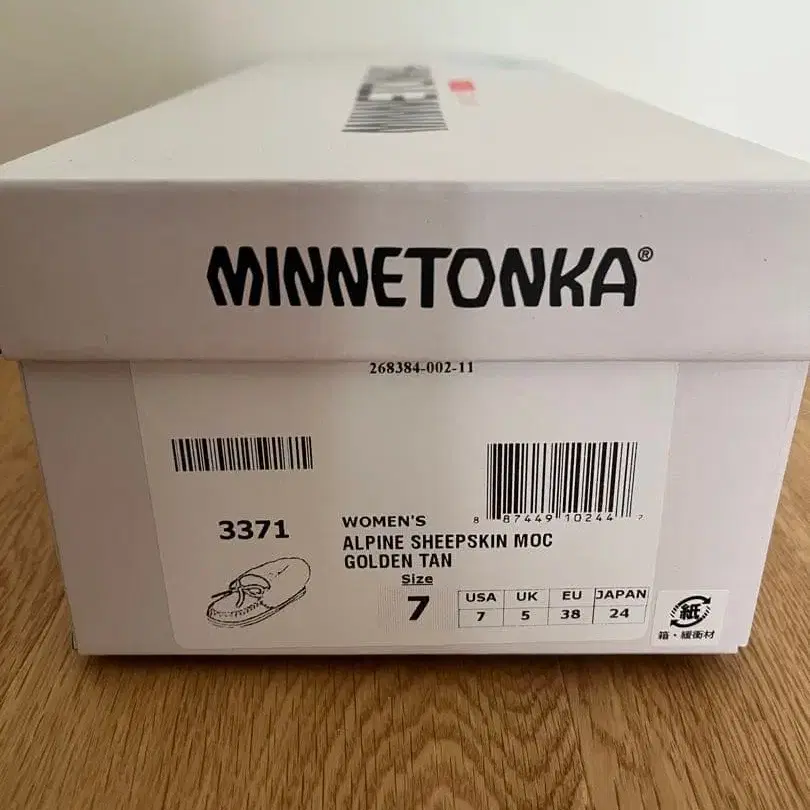 MINNETONKA®
268384-002-11
3371
WOMEN'S
ALPINE SHEEPSKIN MOC
GOLDEN TAN
8 87449 10244 7
Size
7
USA UK EU JAPAN
7 5 38 24
紙
箱・緩衝材